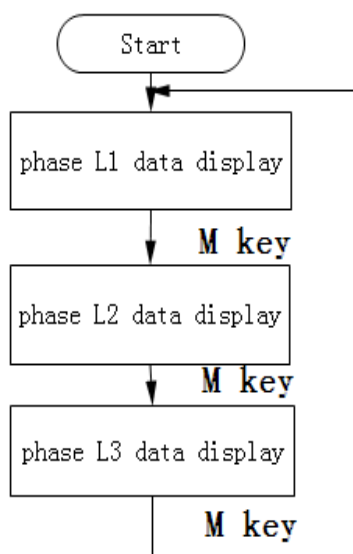 Start
phase L1 data display
M key
phase L2 data display
M key
phase L3 data display
M key